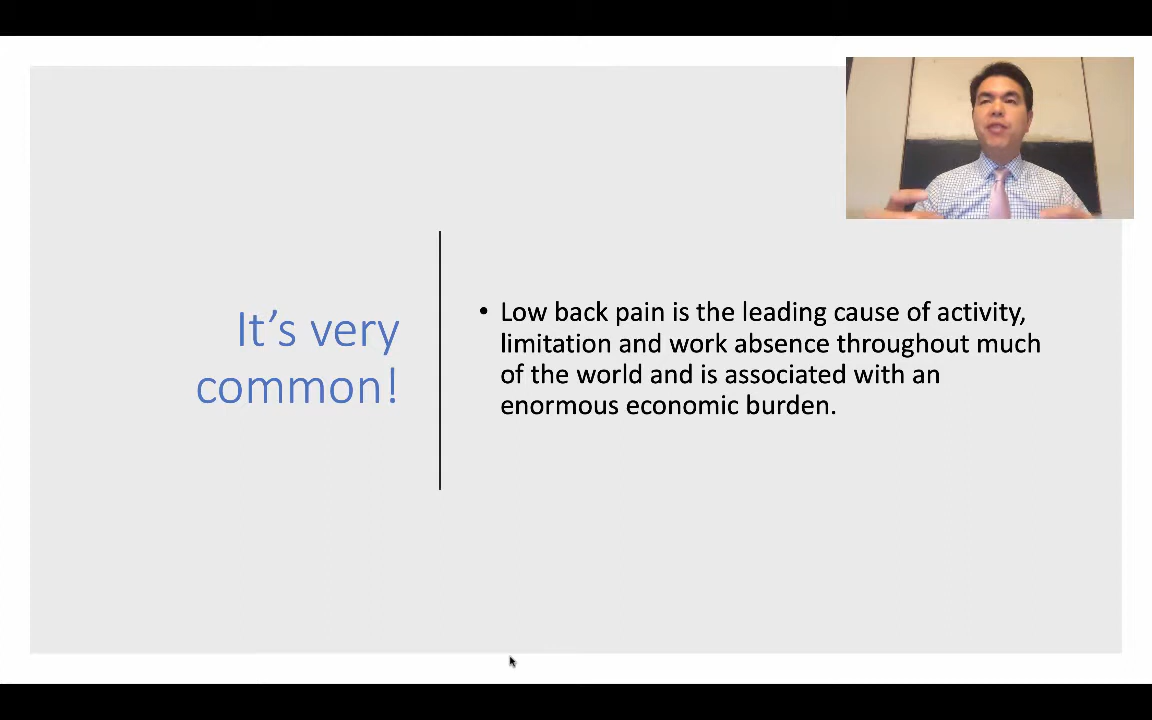 It’s very
common!
• Low back pain is the leading cause of activity,
limitation and work absence throughout much
of the world and is associated with an
enormous economic burden.